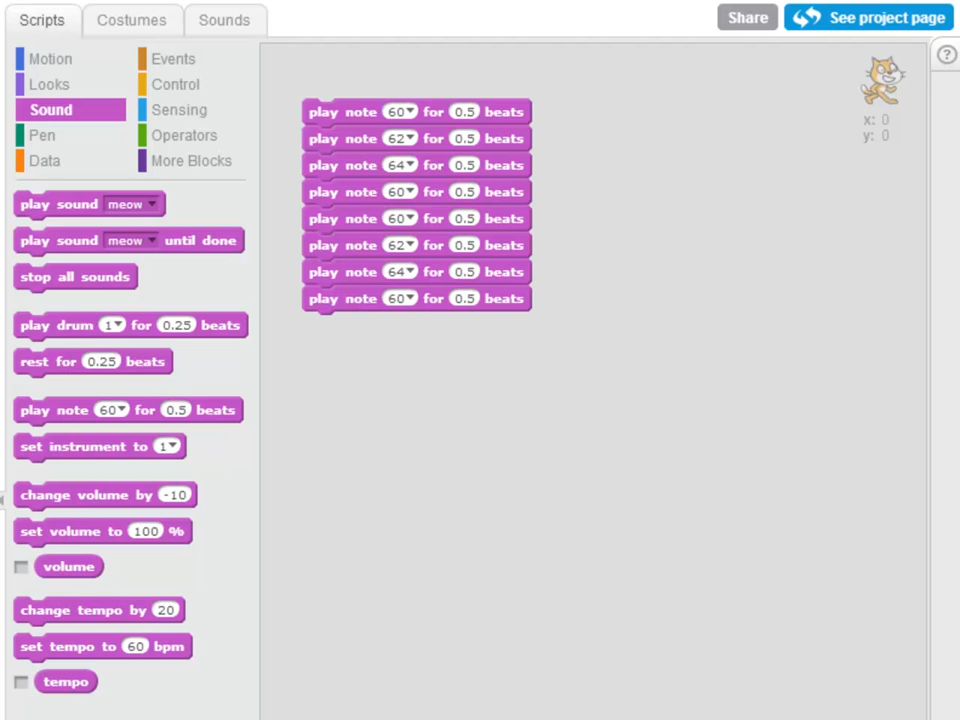 Scripts Costumes Sounds Share See project page
Motion Events
Looks Control
Sound Sensing
Pen Operators
Data More Blocks
play sound meow
play sound meow until done
stop all sounds
play drum 1 for 0.25 beats
rest for 0.25 beats
play note 60 for 0.5 beats
set instrument to 1
change volume by -10
set volume to 100 %
volume
change tempo by 20
set tempo to 60 bpm
tempo
play note 60 for 0.5 beats
play note 62 for 0.5 beats
play note 64 for 0.5 beats
play note 60 for 0.5 beats
play note 60 for 0.5 beats
play note 62 for 0.5 beats
play note 64 for 0.5 beats
play note 60 for 0.5 beats
x: 0
y: 0
?